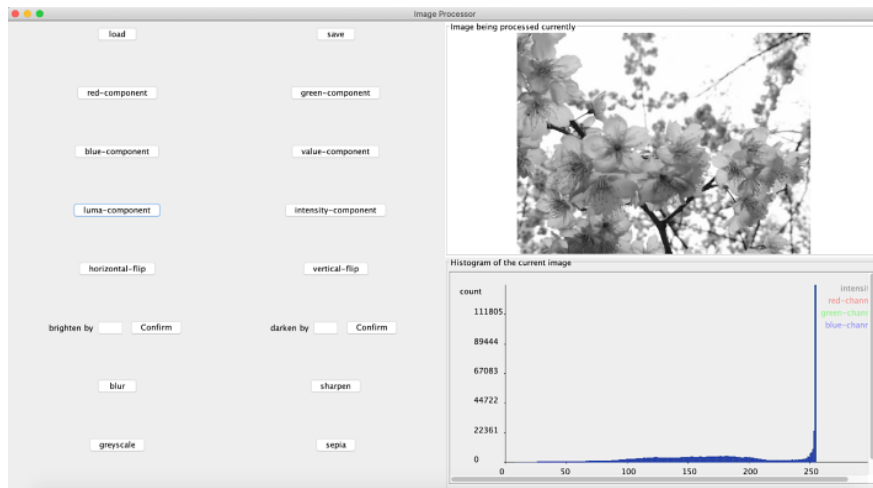 Image Processor
load
save
red-component
green-component
blue-component
value-component
luma-component
intensity-component
horizontal-flip
vertical-flip
brighten by
Confirm
darken by
Confirm
blur
sharpen
greyscale
sepia
Image being processed currently
Histogram of the current image
count
intensit
red-chann
green-chann
blue-chanr
111805
89444
67083
44722
22361
0
0 50 100 150 200 250